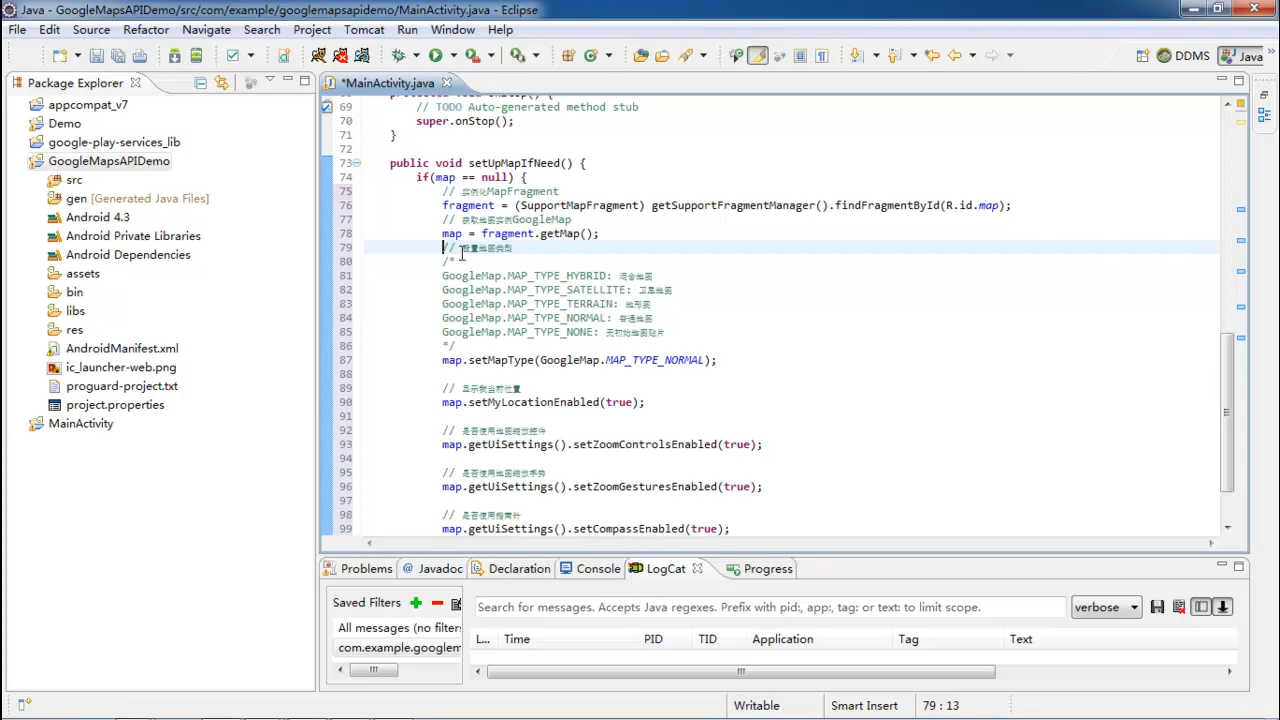 Java - GoogleMapsAPIDemo/src/com/example/googlemapsapidemo/MainActivity.java - Eclipse
File Edit Source Refactor Navigate Search Project Tomcat Run Window Help
DDMS Java
Package Explorer
*MainActivity.java
appcompat_v7
Demo
google-play-services_lib
GoogleMapsAPIDemo
src
gen [Generated Java Files]
Android 4.3
Android Private Libraries
Android Dependencies
assets
bin
libs
res
AndroidManifest.xml
ic_launcher-web.png
proguard-project.txt
project.properties
MainActivity
69 // TODO Auto-generated method stub
70 super.onStop();
71 }
72
73 public void setUpMapIfNeed() {
74 if(map == null) {
75 // 实例化MapFragment
76 fragment = (SupportMapFragment) getSupportFragmentManager().findFragmentById(R.id.map);
77 // 获取地图实例GoogleMap
78 map = fragment.getMap();
79 // 设置地图类型
80 /*
81 GoogleMap.MAP_TYPE_HYBRID: 混合地图
82 GoogleMap.MAP_TYPE_SATELLITE: 卫星地图
83 GoogleMap.MAP_TYPE_TERRAIN: 地形图
84 GoogleMap.MAP_TYPE_NORMAL: 普通地图
85 GoogleMap.MAP_TYPE_NONE: 无初始地图贴片
86 */
87 map.setMapType(GoogleMap.MAP_TYPE_NORMAL);
88
89 // 显示我当前位置
90 map.setMyLocationEnabled(true);
91
92 // 是否使用地图缩放控件
93 map.getUiSettings().setZoomControlsEnabled(true);
94
95 // 是否使用地图缩放手势
96 map.getUiSettings().setZoomGesturesEnabled(true);
97
98 // 是否使用指南针
99 map.getUiSettings().setCompassEnabled(true);
Problems @ Javadoc Declaration Console LogCat Progress
Saved Filters
All messages (no filters
com.example.googlem
Search for messages. Accepts Java regexes. Prefix with pid:, app:, tag: or text: to limit scope.
verbose
L... Time PID TID Application Tag Text
Writable Smart Insert 79 : 13